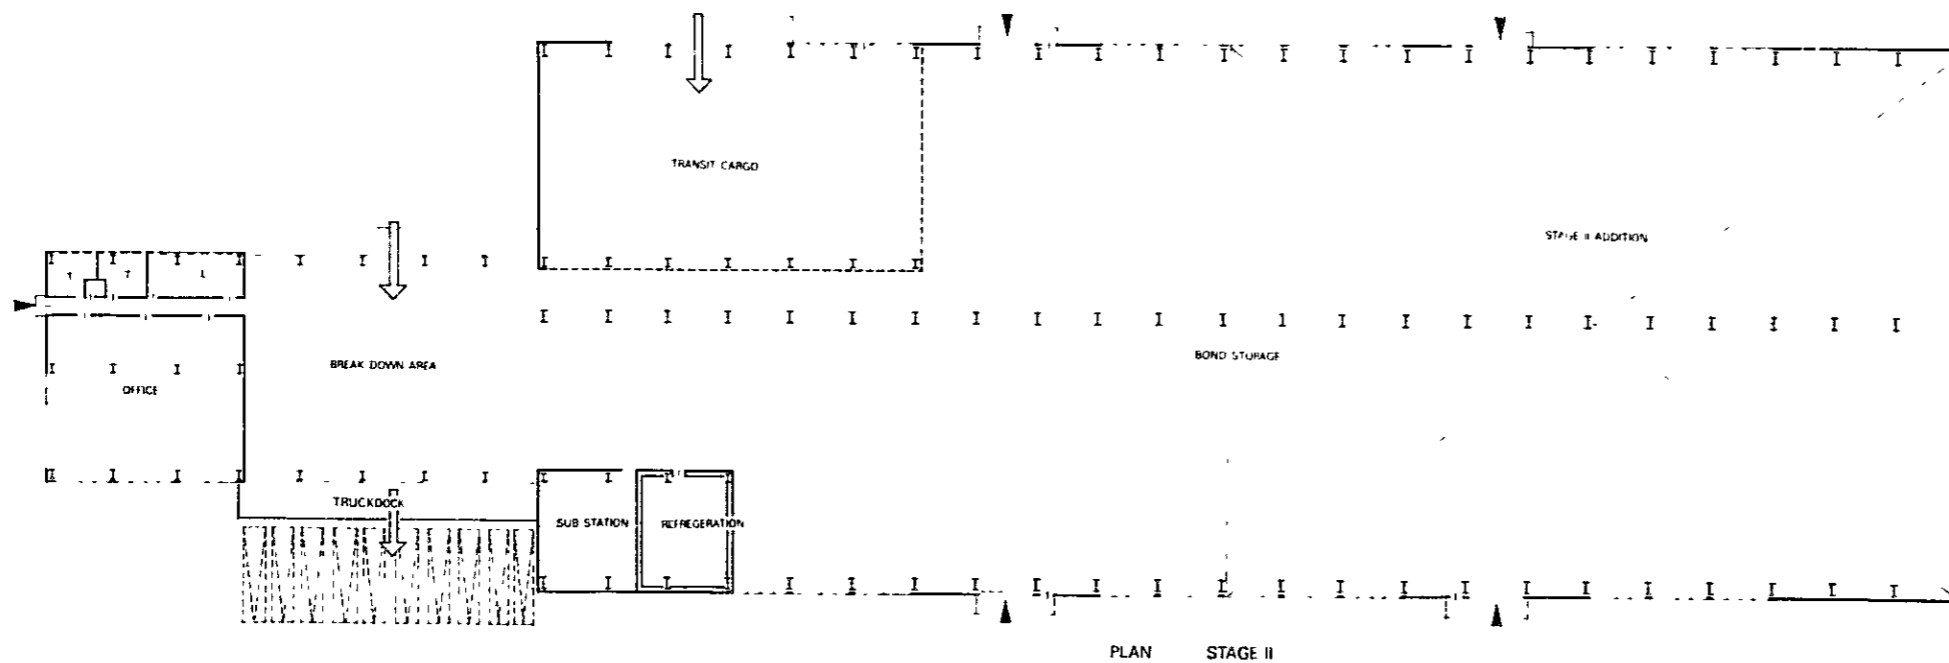 TRANSIT CARGO
STAGE II ADDITION
T T L
BREAK DOWN AREA
BOND STORAGE
OFFICE
TRUCKDOCK
SUB STATION
REFREGERATION
PLAN STAGE II